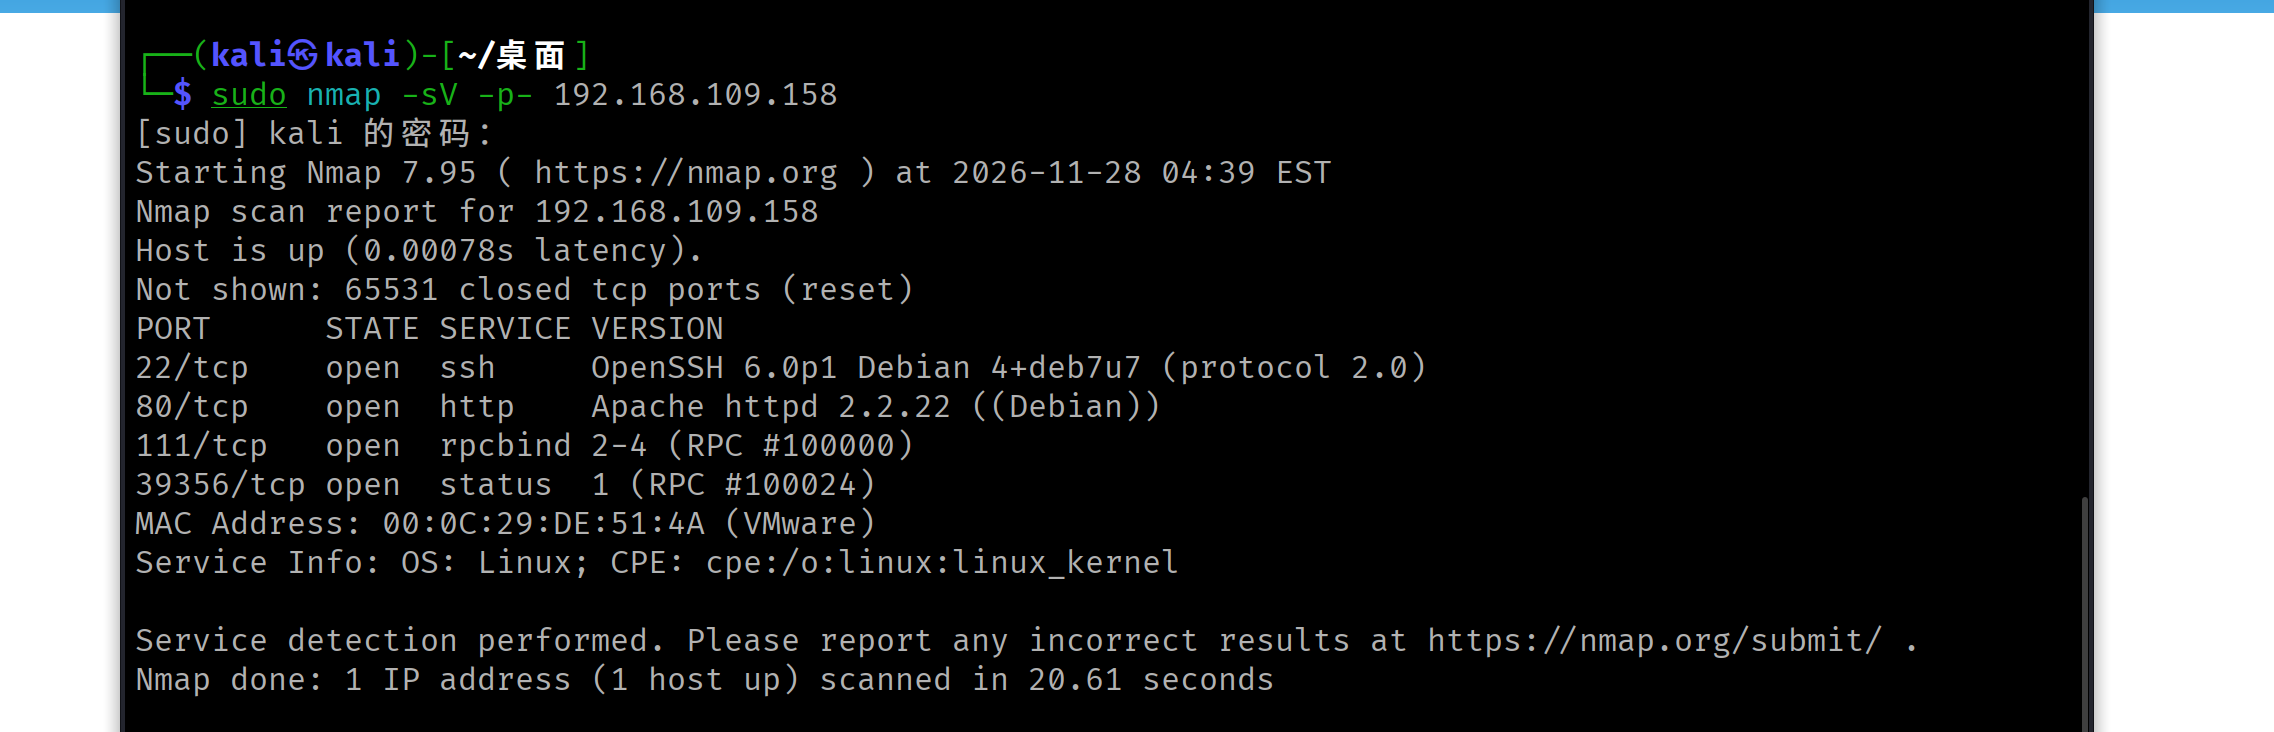 ┌──(kali㉿kali)-[~/桌面]
└─$ sudo nmap -sV -p- 192.168.109.158
[sudo] kali 的密码：
Starting Nmap 7.95 ( https://nmap.org ) at 2026-11-28 04:39 EST
Nmap scan report for 192.168.109.158
Host is up (0.00078s latency).
Not shown: 65531 closed tcp ports (reset)
PORT      STATE SERVICE VERSION
22/tcp    open  ssh     OpenSSH 6.0p1 Debian 4+deb7u7 (protocol 2.0)
80/tcp    open  http    Apache httpd 2.2.22 ((Debian))
111/tcp   open  rpcbind 2-4 (RPC #100000)
39356/tcp open  status  1 (RPC #100024)
MAC Address: 00:0C:29:DE:51:4A (VMware)
Service Info: OS: Linux; CPE: cpe:/o:linux:linux_kernel
Service detection performed. Please report any incorrect results at https://nmap.org/submit/ .
Nmap done: 1 IP address (1 host up) scanned in 20.61 seconds